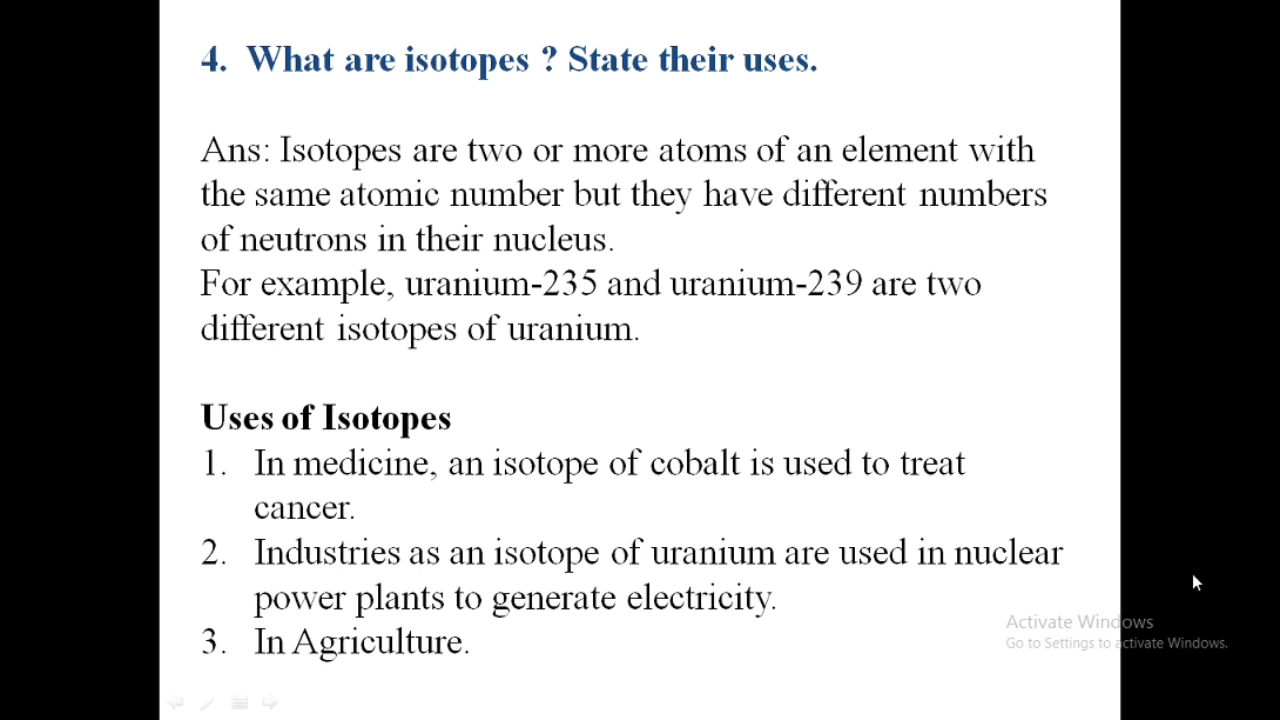 4. What are isotopes ? State their uses.
Ans: Isotopes are two or more atoms of an element with
the same atomic number but they have different numbers
of neutrons in their nucleus.
For example, uranium-235 and uranium-239 are two
different isotopes of uranium.
Uses of Isotopes
1. In medicine, an isotope of cobalt is used to treat
cancer.
2. Industries as an isotope of uranium are used in nuclear
power plants to generate electricity.
3. In Agriculture.
Activate Windows
Go to Settings to activate Windows.